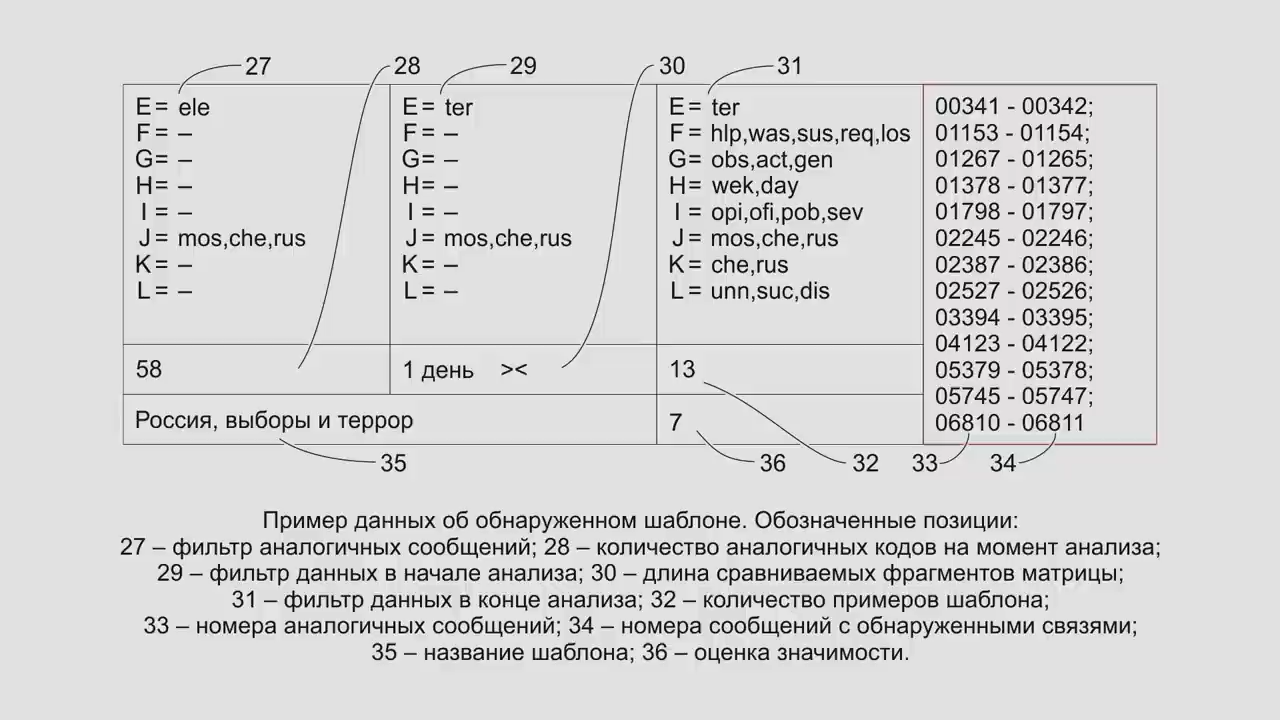 27 28 29 30 31
E= ele
F= –
G= –
H= –
I = –
J= mos,che,rus
K= –
L= –
E= ter
F= –
G= –
H= –
I = –
J= mos,che,rus
K= –
L= –
E= ter
F= hlp,was,sus,req,los
G= obs,act,gen
H= wek,day
I = opi,ofi,pob,sev
J= mos,che,rus
K= che,rus
L= unn,suc,dis
00341 - 00342;
01153 - 01154;
01267 - 01265;
01378 - 01377;
01798 - 01797;
02245 - 02246;
02387 - 02386;
02527 - 02526;
03394 - 03395;
04123 - 04122;
05379 - 05378;
05745 - 05747;
06810 - 06811
58
1 день ><
13
Россия, выборы и террор
7
35 36 32 33 34
Пример данных об обнаруженном шаблоне. Обозначенные позиции:
27 – фильтр аналогичных сообщений; 28 – количество аналогичных кодов на момент анализа;
29 – фильтр данных в начале анализа; 30 – длина сравниваемых фрагментов матрицы;
31 – фильтр данных в конце анализа; 32 – количество примеров шаблона;
33 – номера аналогичных сообщений; 34 – номера сообщений с обнаруженными связями;
35 – название шаблона; 36 – оценка значимости.